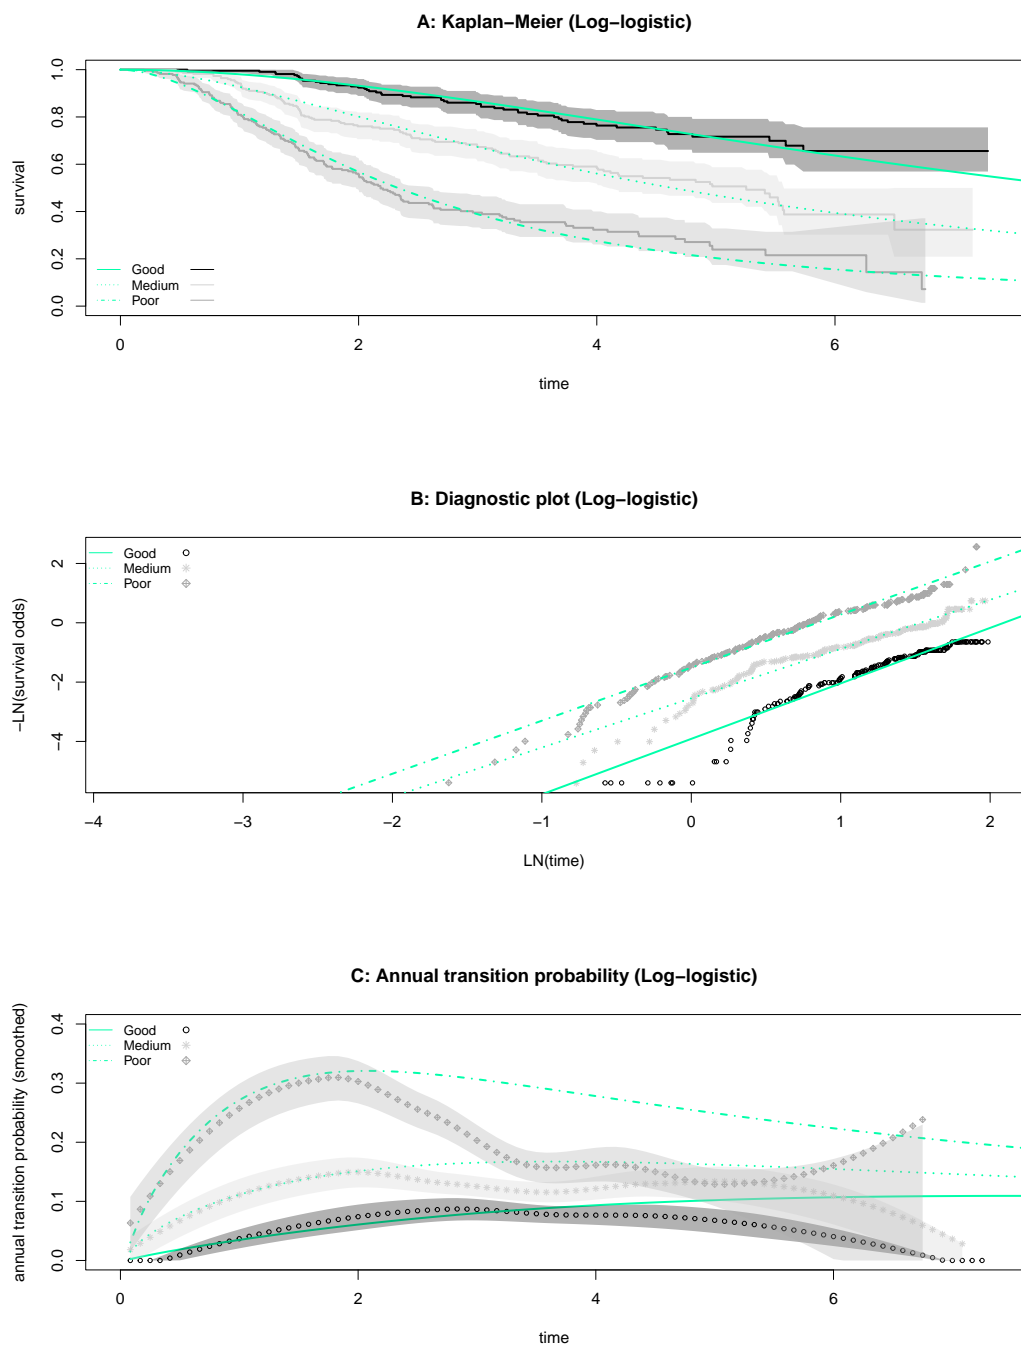 A: Kaplan−Meier (Log−logistic)
survival
1.0
0.8
0.6
0.4
0.2
0.0
Good
Medium
Poor
0 2 4 6
time
B: Diagnostic plot (Log−logistic)
−LN(survival odds)
2
0
−2
−4
Good
Medium
Poor
−4 −3 −2 −1 0 1 2
LN(time)
C: Annual transition probability (Log−logistic)
annual transition probability (smoothed)
0.4
0.3
0.2
0.1
0.0
Good
Medium
Poor
0 2 4 6
time